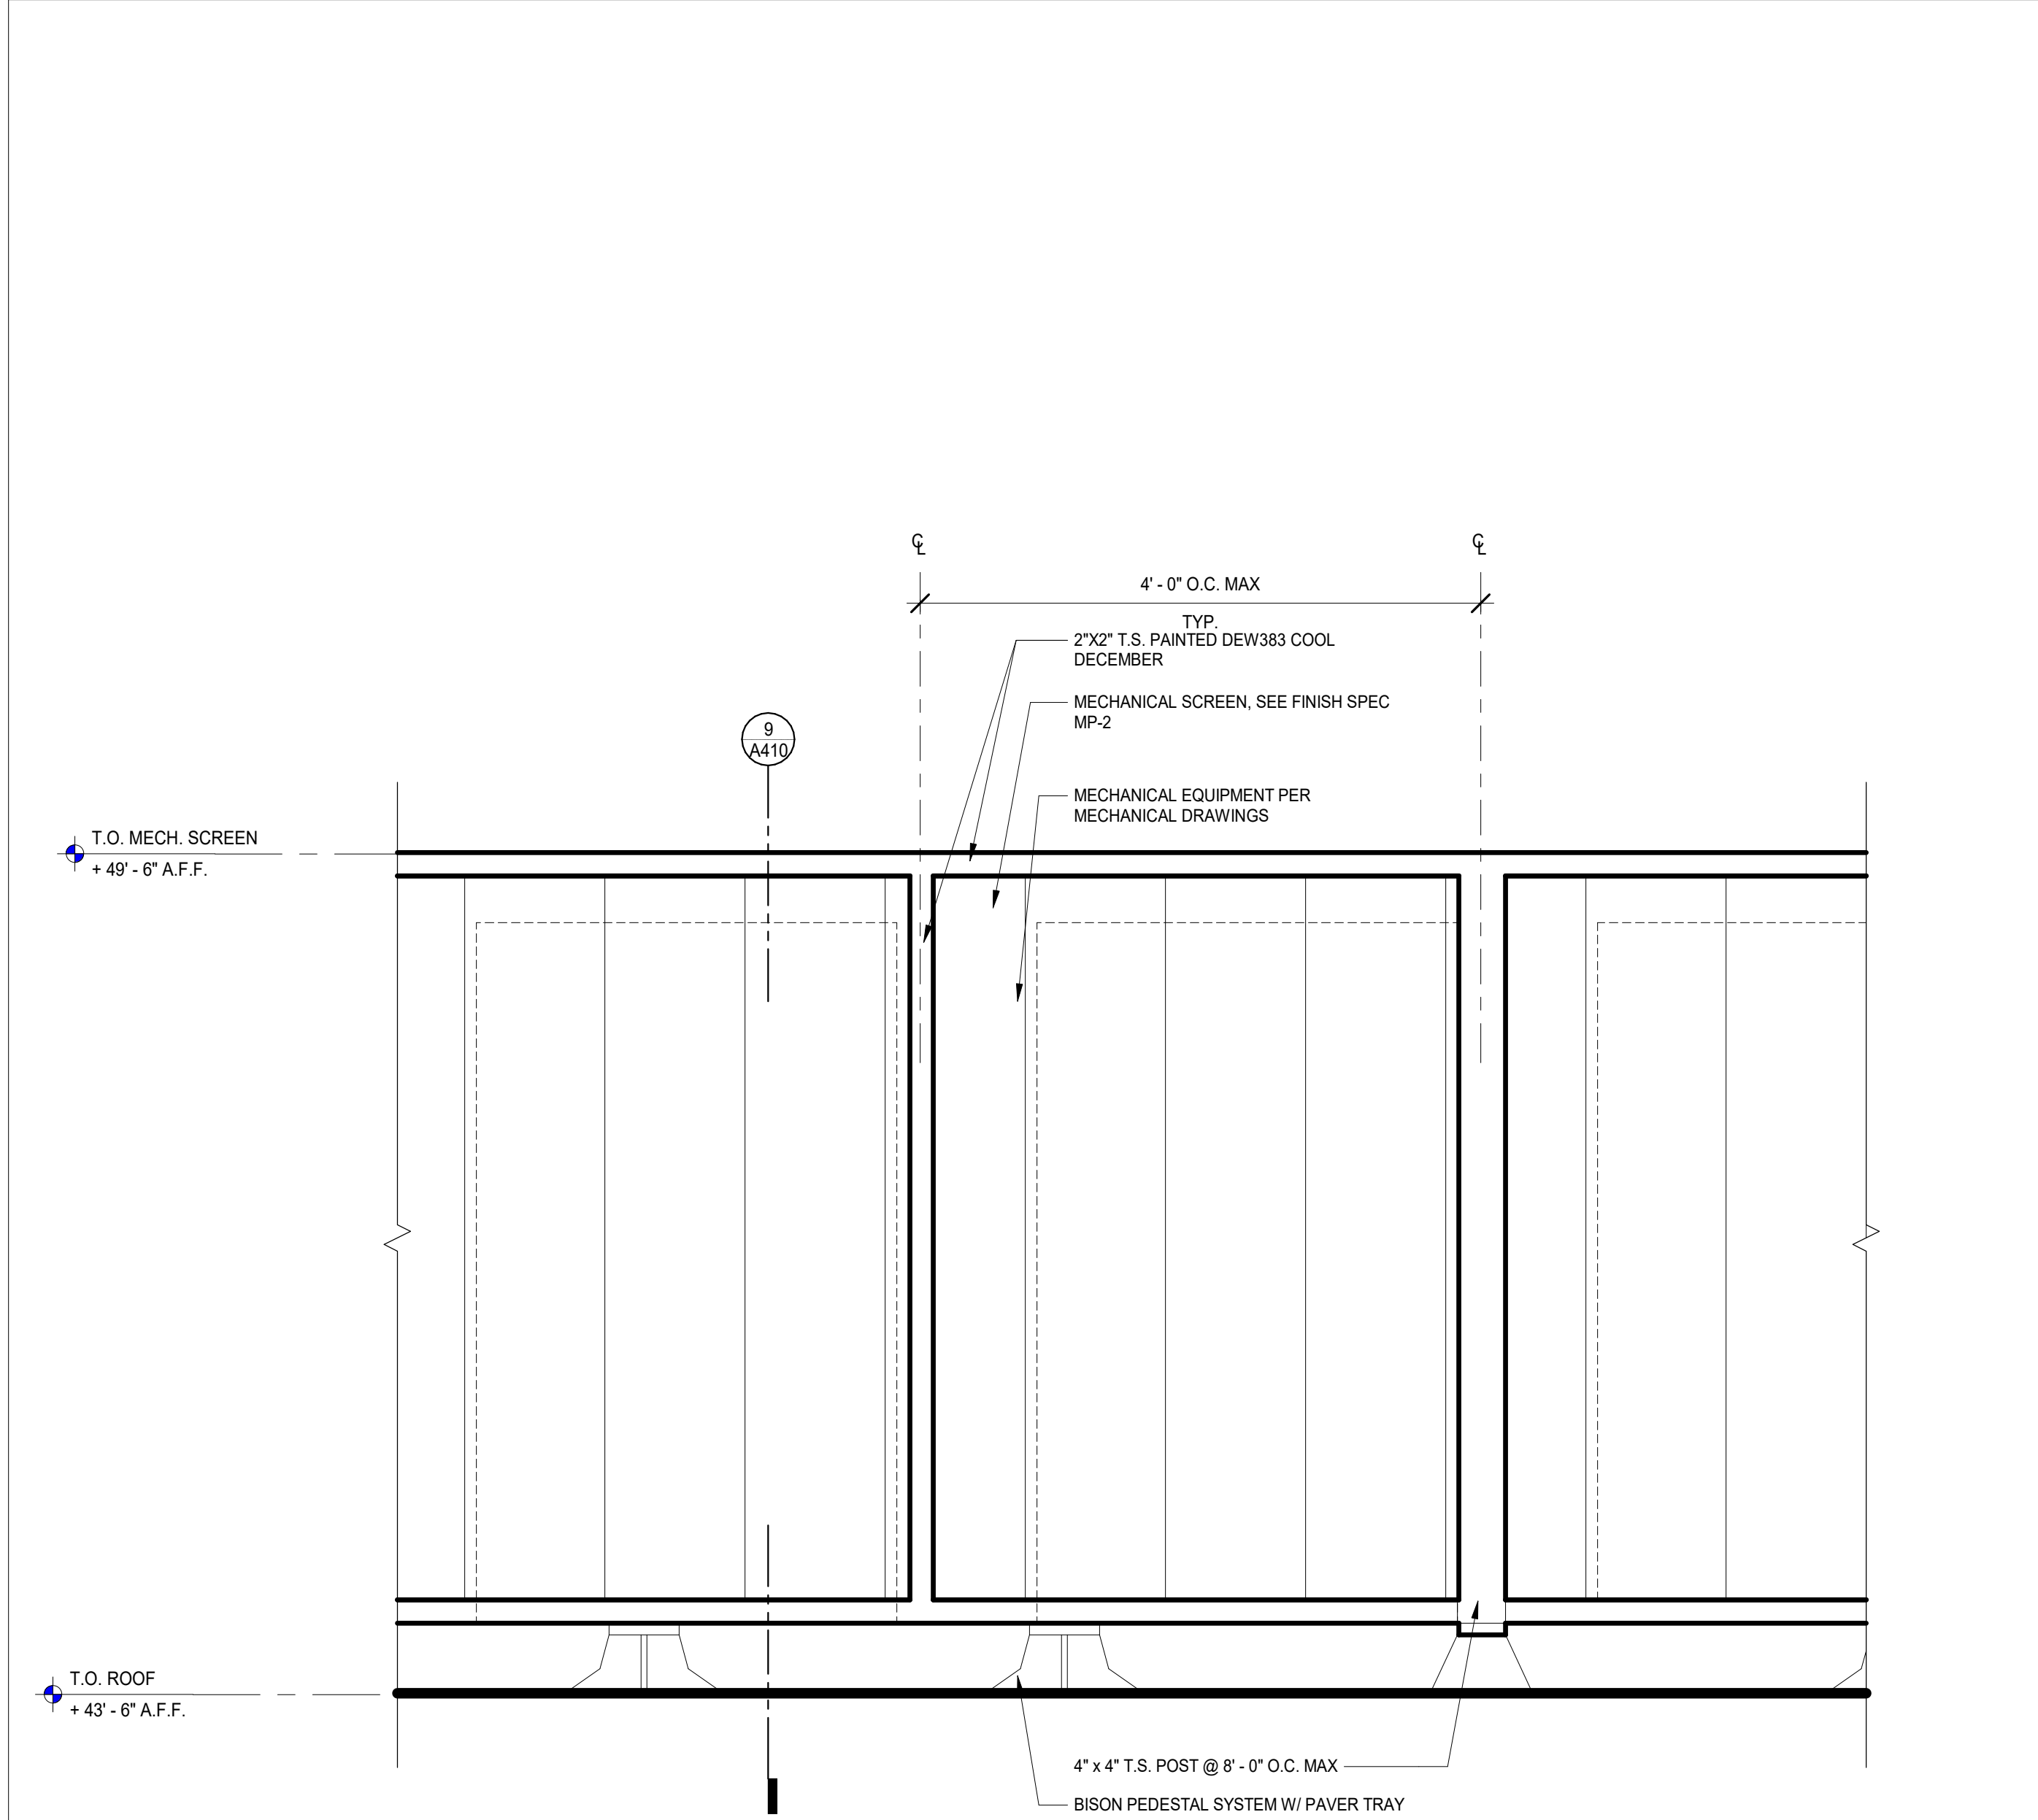 ℄
℄
4' - 0" O.C. MAX
TYP.
2"X2" T.S. PAINTED DEW383 COOL
DECEMBER
MECHANICAL SCREEN, SEE FINISH SPEC
MP-2
9
A410
MECHANICAL EQUIPMENT PER
MECHANICAL DRAWINGS
T.O. MECH. SCREEN
+ 49' - 6" A.F.F.
T.O. ROOF
+ 43' - 6" A.F.F.
4" x 4" T.S. POST @ 8' - 0" O.C. MAX
BISON PEDESTAL SYSTEM W/ PAVER TRAY